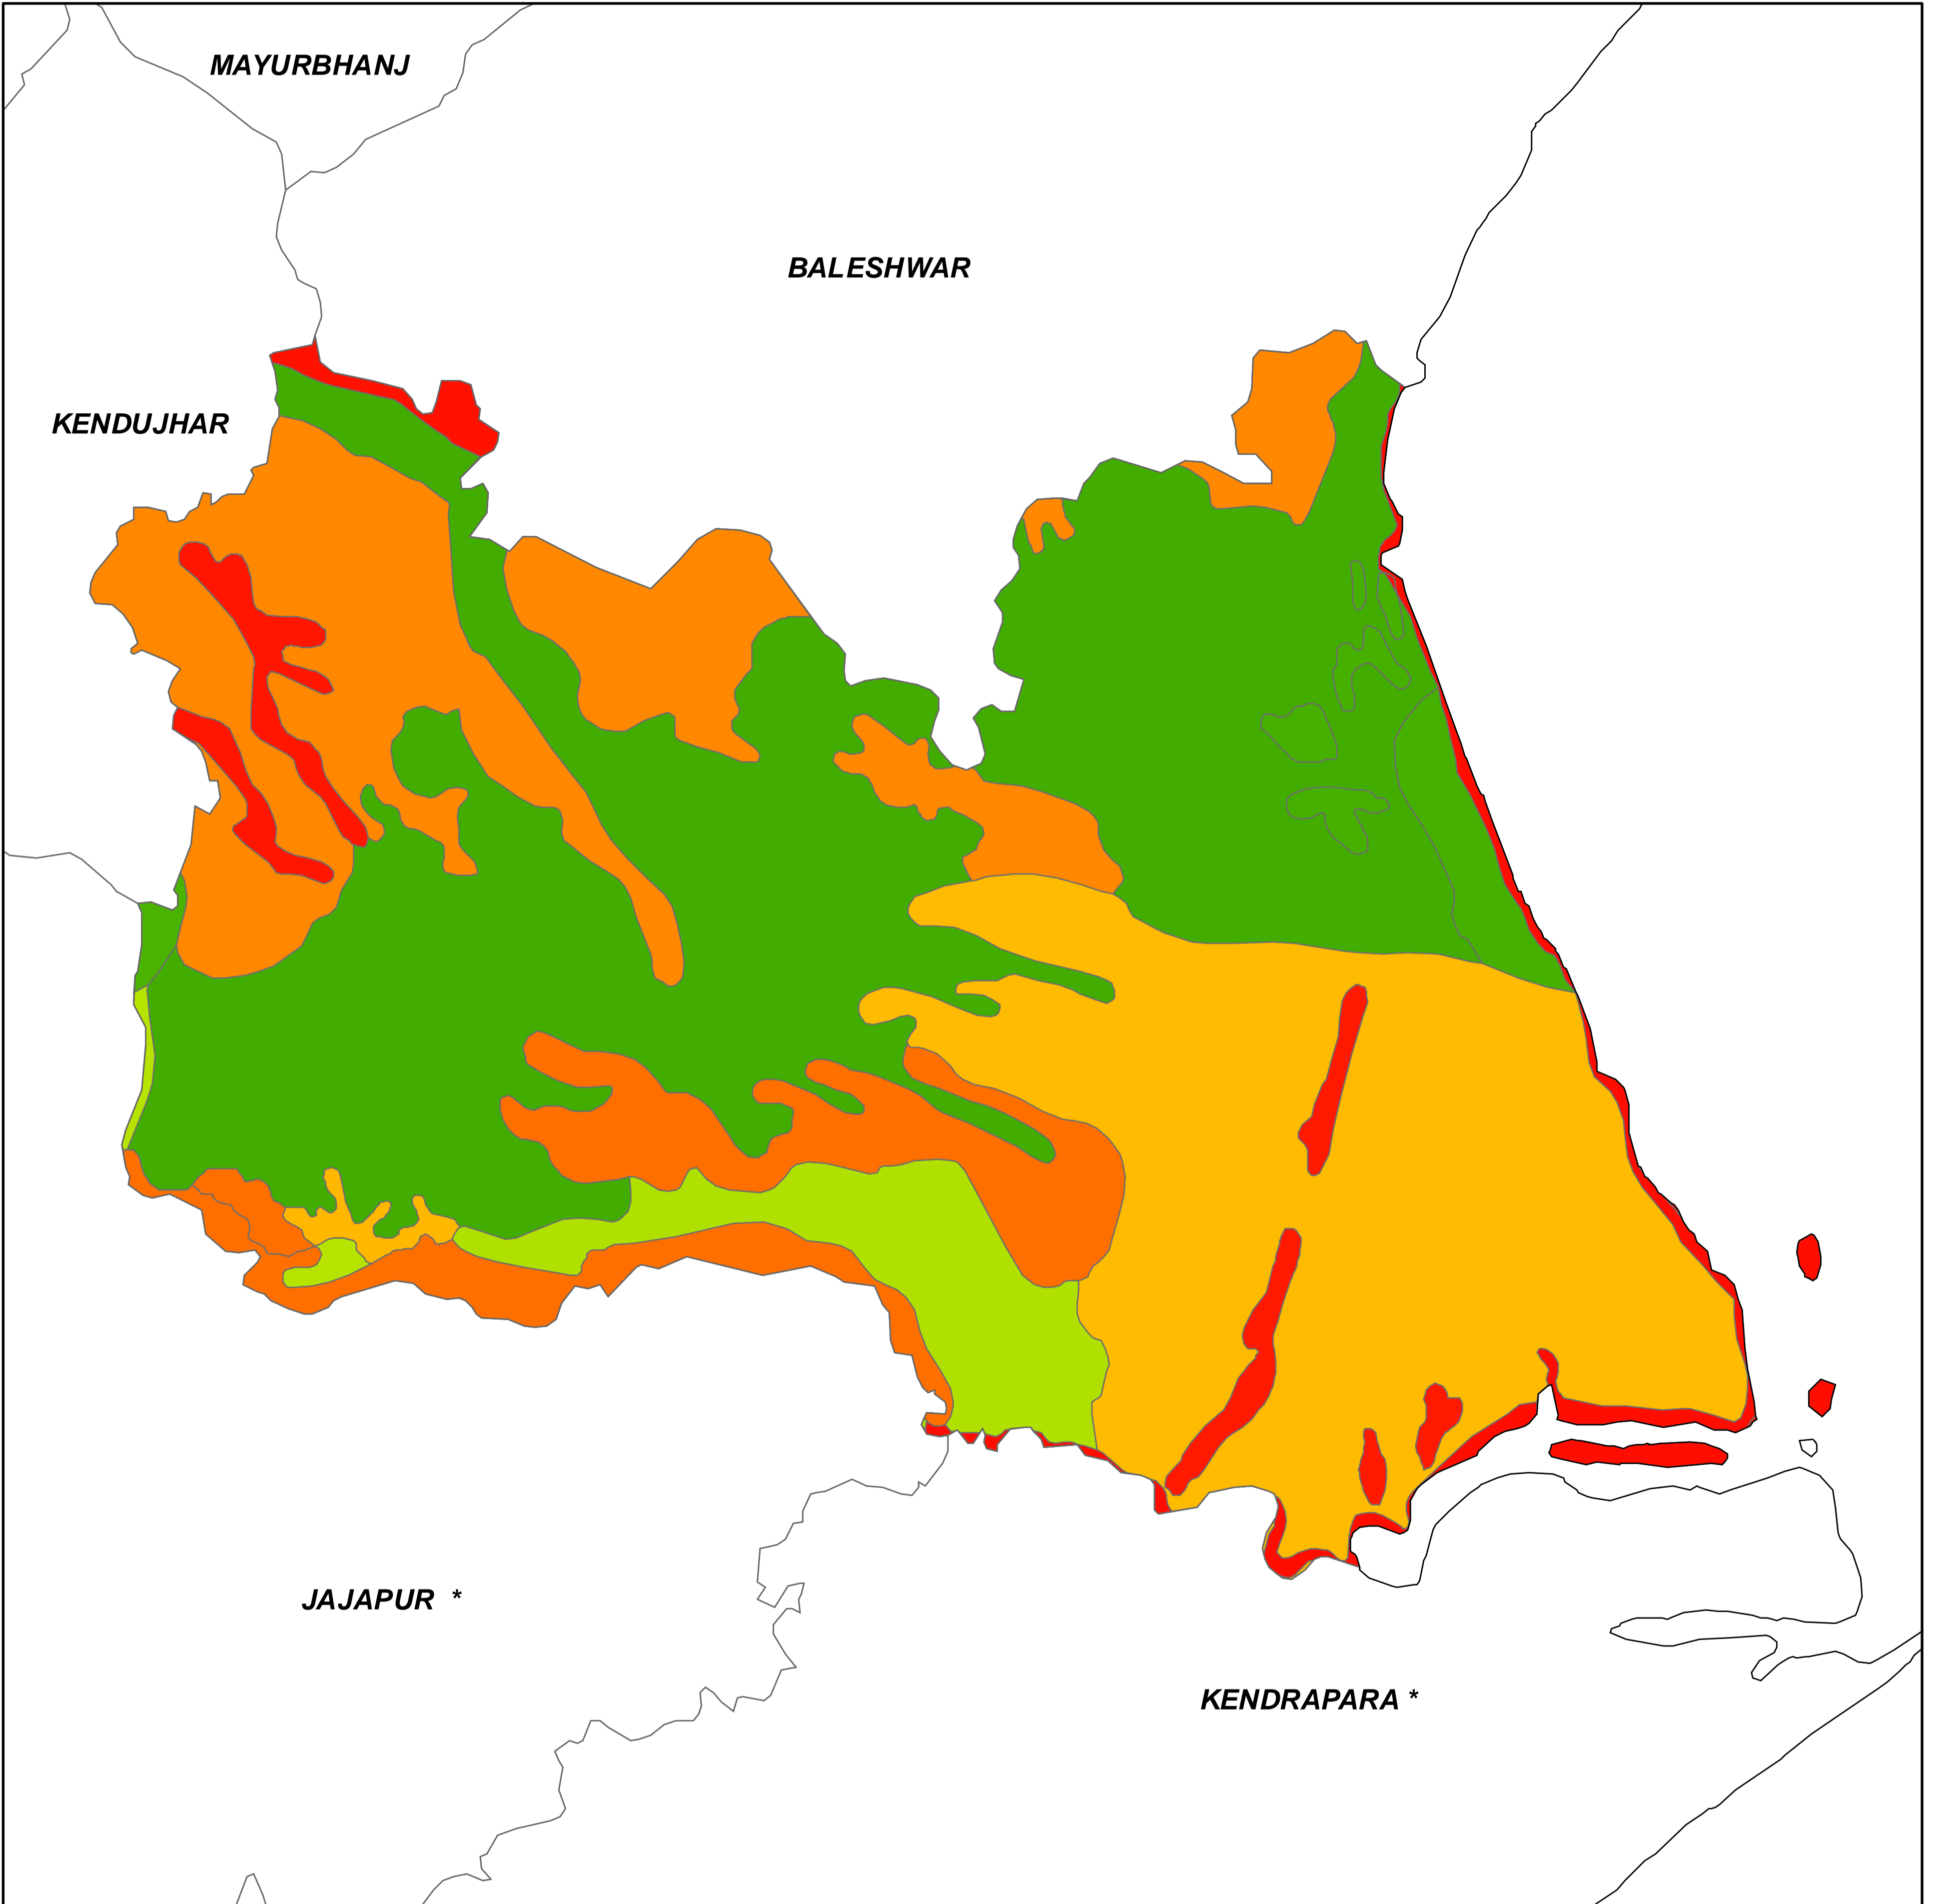 MAYURBHANJ
BALESHWAR
KENDUJHAR
JAJAPUR *
KENDRAPARA *